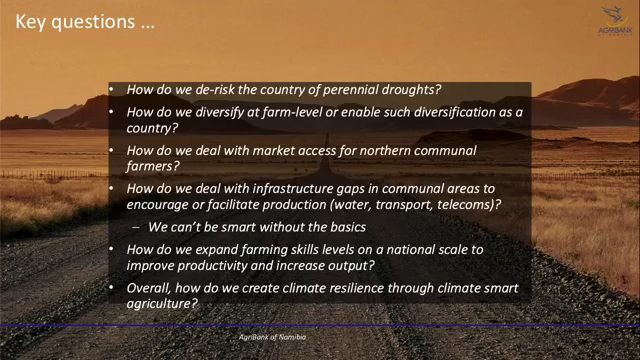 Key questions ...
AGRIBANK
OF NAMIBIA
• How do we de-risk the country of perennial droughts?
• How do we diversify at farm-level or enable such diversification as a
country?
• How do we deal with market access for northern communal
farmers?
• How do we deal with infrastructure gaps in communal areas to
encourage or facilitate production (water, transport, telecoms)?
– We can't be smart without the basics
• How do we expand farming skills levels on a national scale to
improve productivity and increase output?
• Overall, how do we create climate resilience through climate smart
agriculture?
AgriBank of Namibia